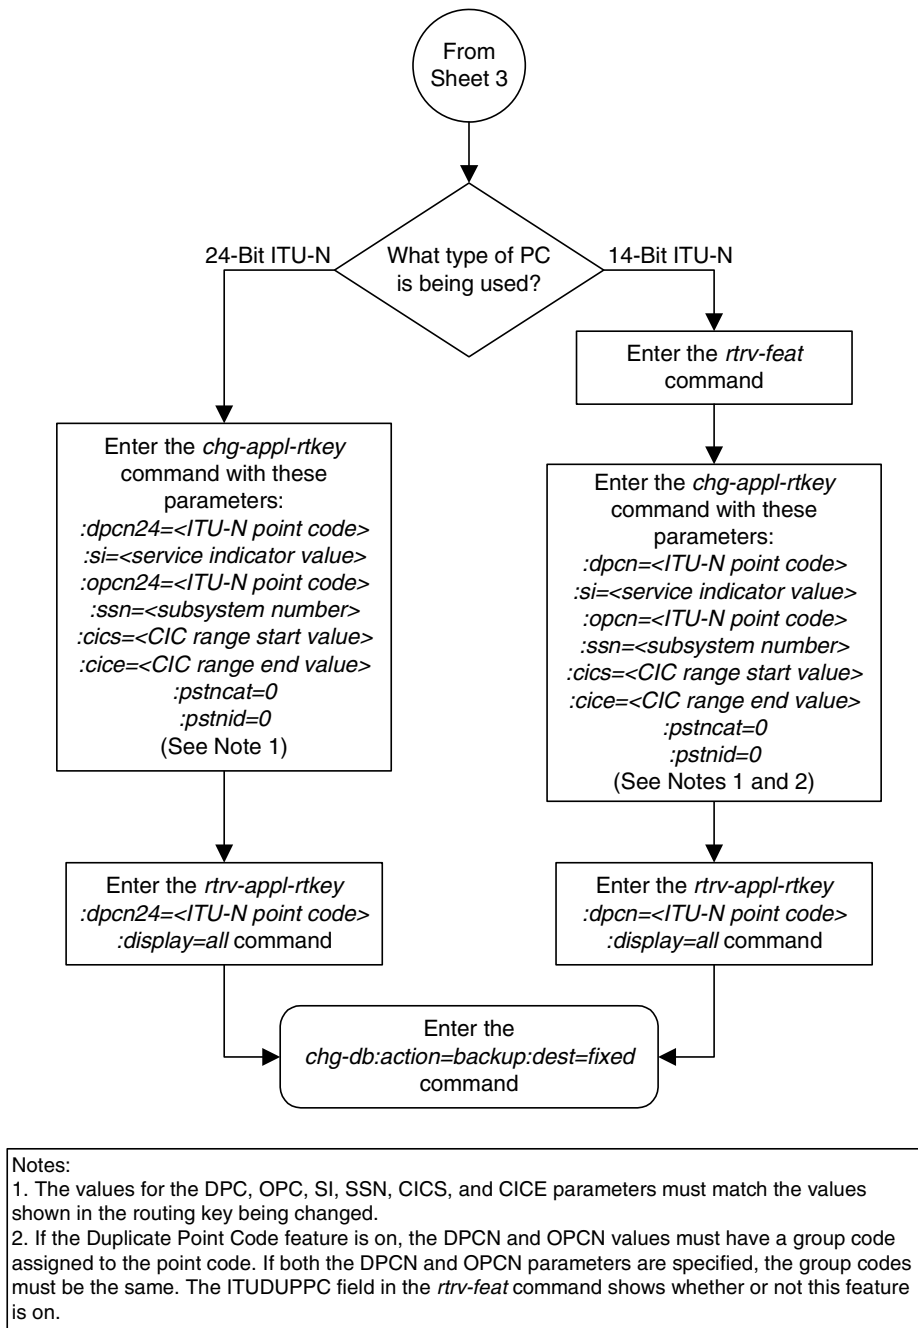 From
Sheet 3
What type of PC
is being used?
24-Bit ITU-N
14-Bit ITU-N
Enter the rtrv-feat
command
Enter the chg-appl-rtkey
command with these
parameters:
:dpcn24=<ITU-N point code>
:si=<service indicator value>
:opcn24=<ITU-N point code>
:ssn=<subsystem number>
:cics=<CIC range start value>
:cice=<CIC range end value>
:pstncat=0
:pstnid=0
(See Note 1)
Enter the chg-appl-rtkey
command with these
parameters:
:dpcn=<ITU-N point code>
:si=<service indicator value>
:opcn=<ITU-N point code>
:ssn=<subsystem number>
:cics=<CIC range start value>
:cice=<CIC range end value>
:pstncat=0
:pstnid=0
(See Notes 1 and 2)
Enter the rtrv-appl-rtkey
:dpcn24=<ITU-N point code>
:display=all command
Enter the rtrv-appl-rtkey
:dpcn=<ITU-N point code>
:display=all command
Enter the
chg-db:action=backup:dest=fixed
command
Notes:
1. The values for the DPC, OPC, SI, SSN, CICS, and CICE parameters must match the values
shown in the routing key being changed.
2. If the Duplicate Point Code feature is on, the DPCN and OPCN values must have a group code
assigned to the point code. If both the DPCN and OPCN parameters are specified, the group codes
must be the same. The ITUDUPPC field in the rtrv-feat command shows whether or not this feature
is on.